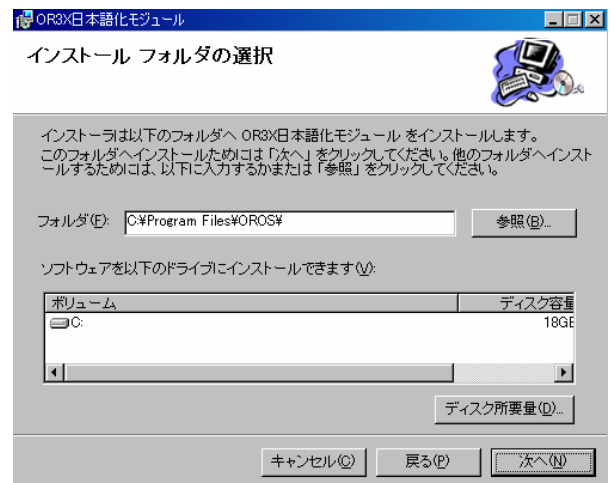 OR3X日本語化モジュール
インストール フォルダの選択
インストーラは以下のフォルダへ OR3X日本語化モジュール をインストールします。
このフォルダへインストールためには「次へ」をクリックしてください。他のフォルダへインスト
ールするためには、以下に入力するかまたは「参照」をクリックしてください。
フォルダ(F): C:¥Program Files¥OROS¥ 参照(B)...
ソフトウェアを以下のドライブにインストールできます(V):
ボリューム ディスク容量
C: 18GB
ディスク所要量(D)...
キャンセル(C) 戻る(P) 次へ(N)